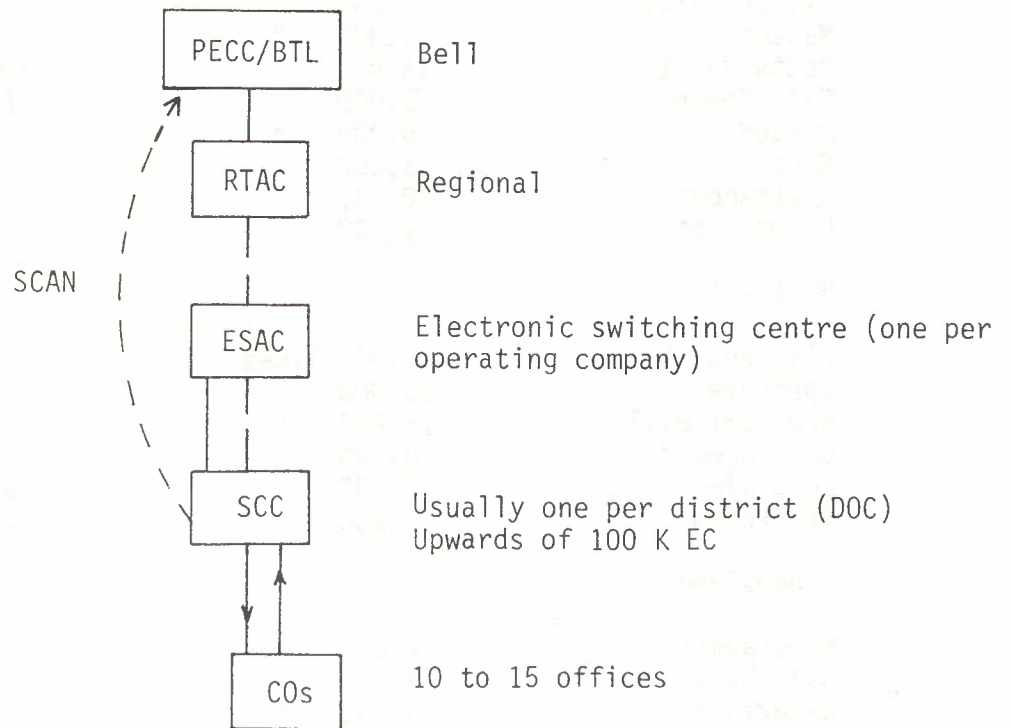 PECC/BTL Bell
RTAC Regional
SCAN
ESAC Electronic switching centre (one per
operating company)
SCC Usually one per district (DOC)
Upwards of 100 K EC
COs 10 to 15 offices